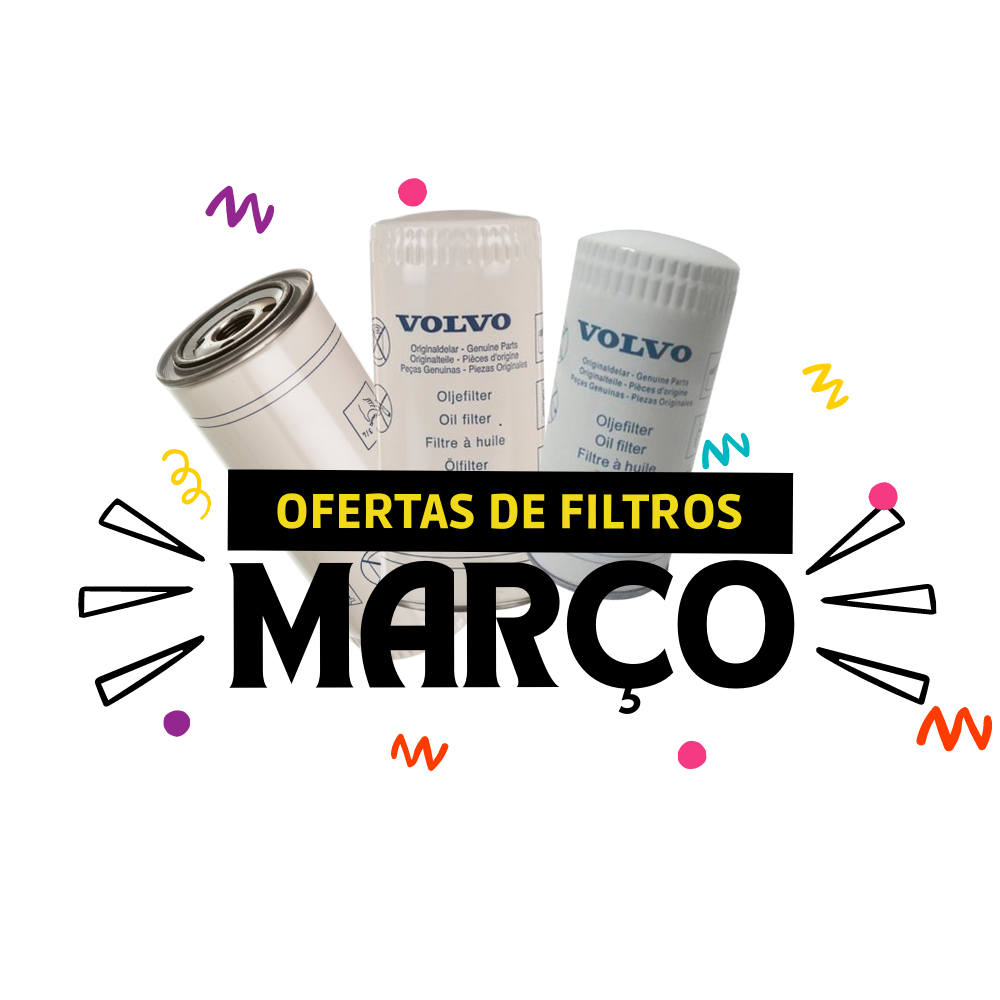 VOLVO
Originaldelar - Genuine Parts
Originalteile - Pièces d'origine
Peças Genuinas - Piezas Originales
Oljefilter
Oil filter
Filtre à huile
Ölfilter
VOLVO
Originaldelar - Genuine Parts
Originalteile - Pièces d'origine
Peças Genuinas - Piezas Originales
Oljefilter
Oil filter
Filtre à huile
OFERTAS DE FILTROS
MARÇO